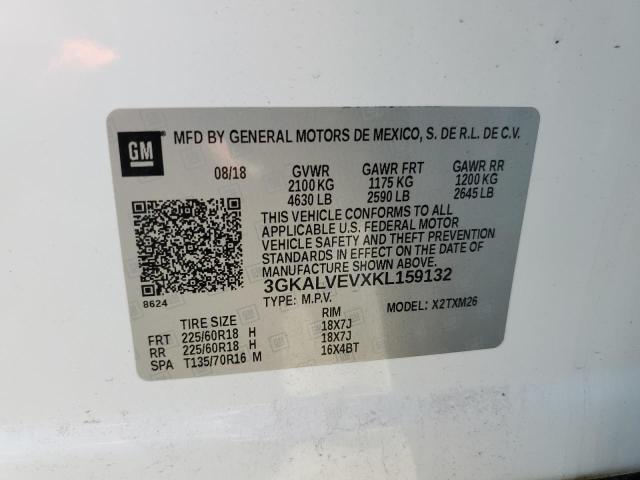 GM
MFD BY GENERAL MOTORS DE MEXICO, S. DE R.L. DE C.V.
08/18 GVWR GAWR FRT GAWR RR
2100 KG 1175 KG 1200 KG
4630 LB 2590 LB 2645 LB
THIS VEHICLE CONFORMS TO ALL
APPLICABLE U.S. FEDERAL MOTOR
VEHICLE SAFETY AND THEFT PREVENTION
STANDARDS IN EFFECT ON THE DATE OF
MANUFACTURE SHOWN ABOVE.
3GKALVEVXKL159132
8624
TYPE: M.P.V. MODEL: X2TXM26
TIRE SIZE RIM
FRT 225/60R18 H 18X7J
RR 225/60R18 H 18X7J
SPA T135/70R16 M 16X4BT